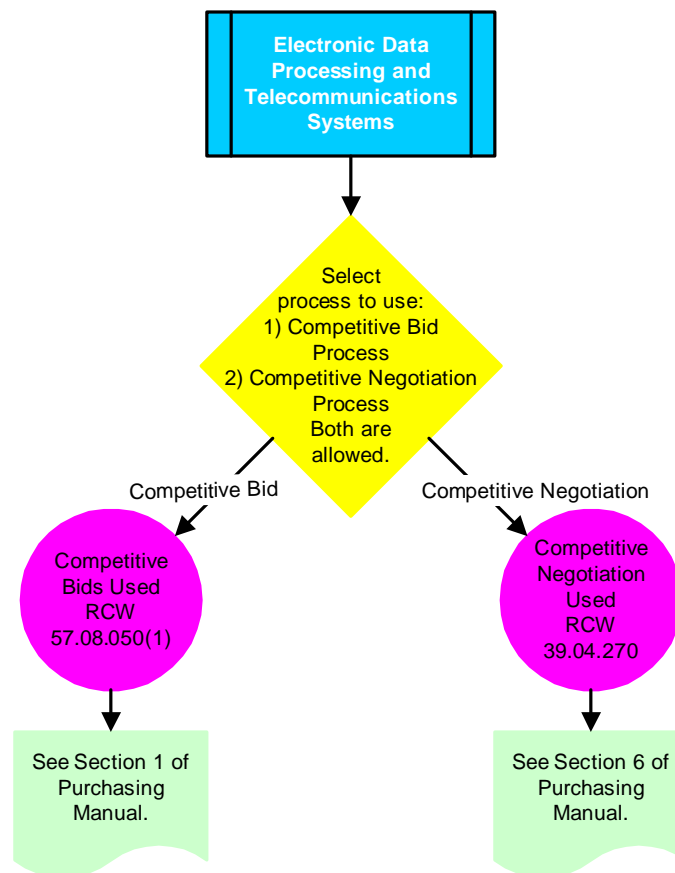 Electronic Data
Processing and
Telecommunications
Systems
Select
process to use:
1) Competitive Bid
Process
2) Competitive Negotiation
Process
Both are
allowed.
Competitive Bid
Competitive Negotiation
Competitive
Bids Used
RCW
57.08.050(1)
Competitive
Negotiation
Used
RCW
39.04.270
See Section 1 of
Purchasing
Manual.
See Section 6 of
Purchasing
Manual.